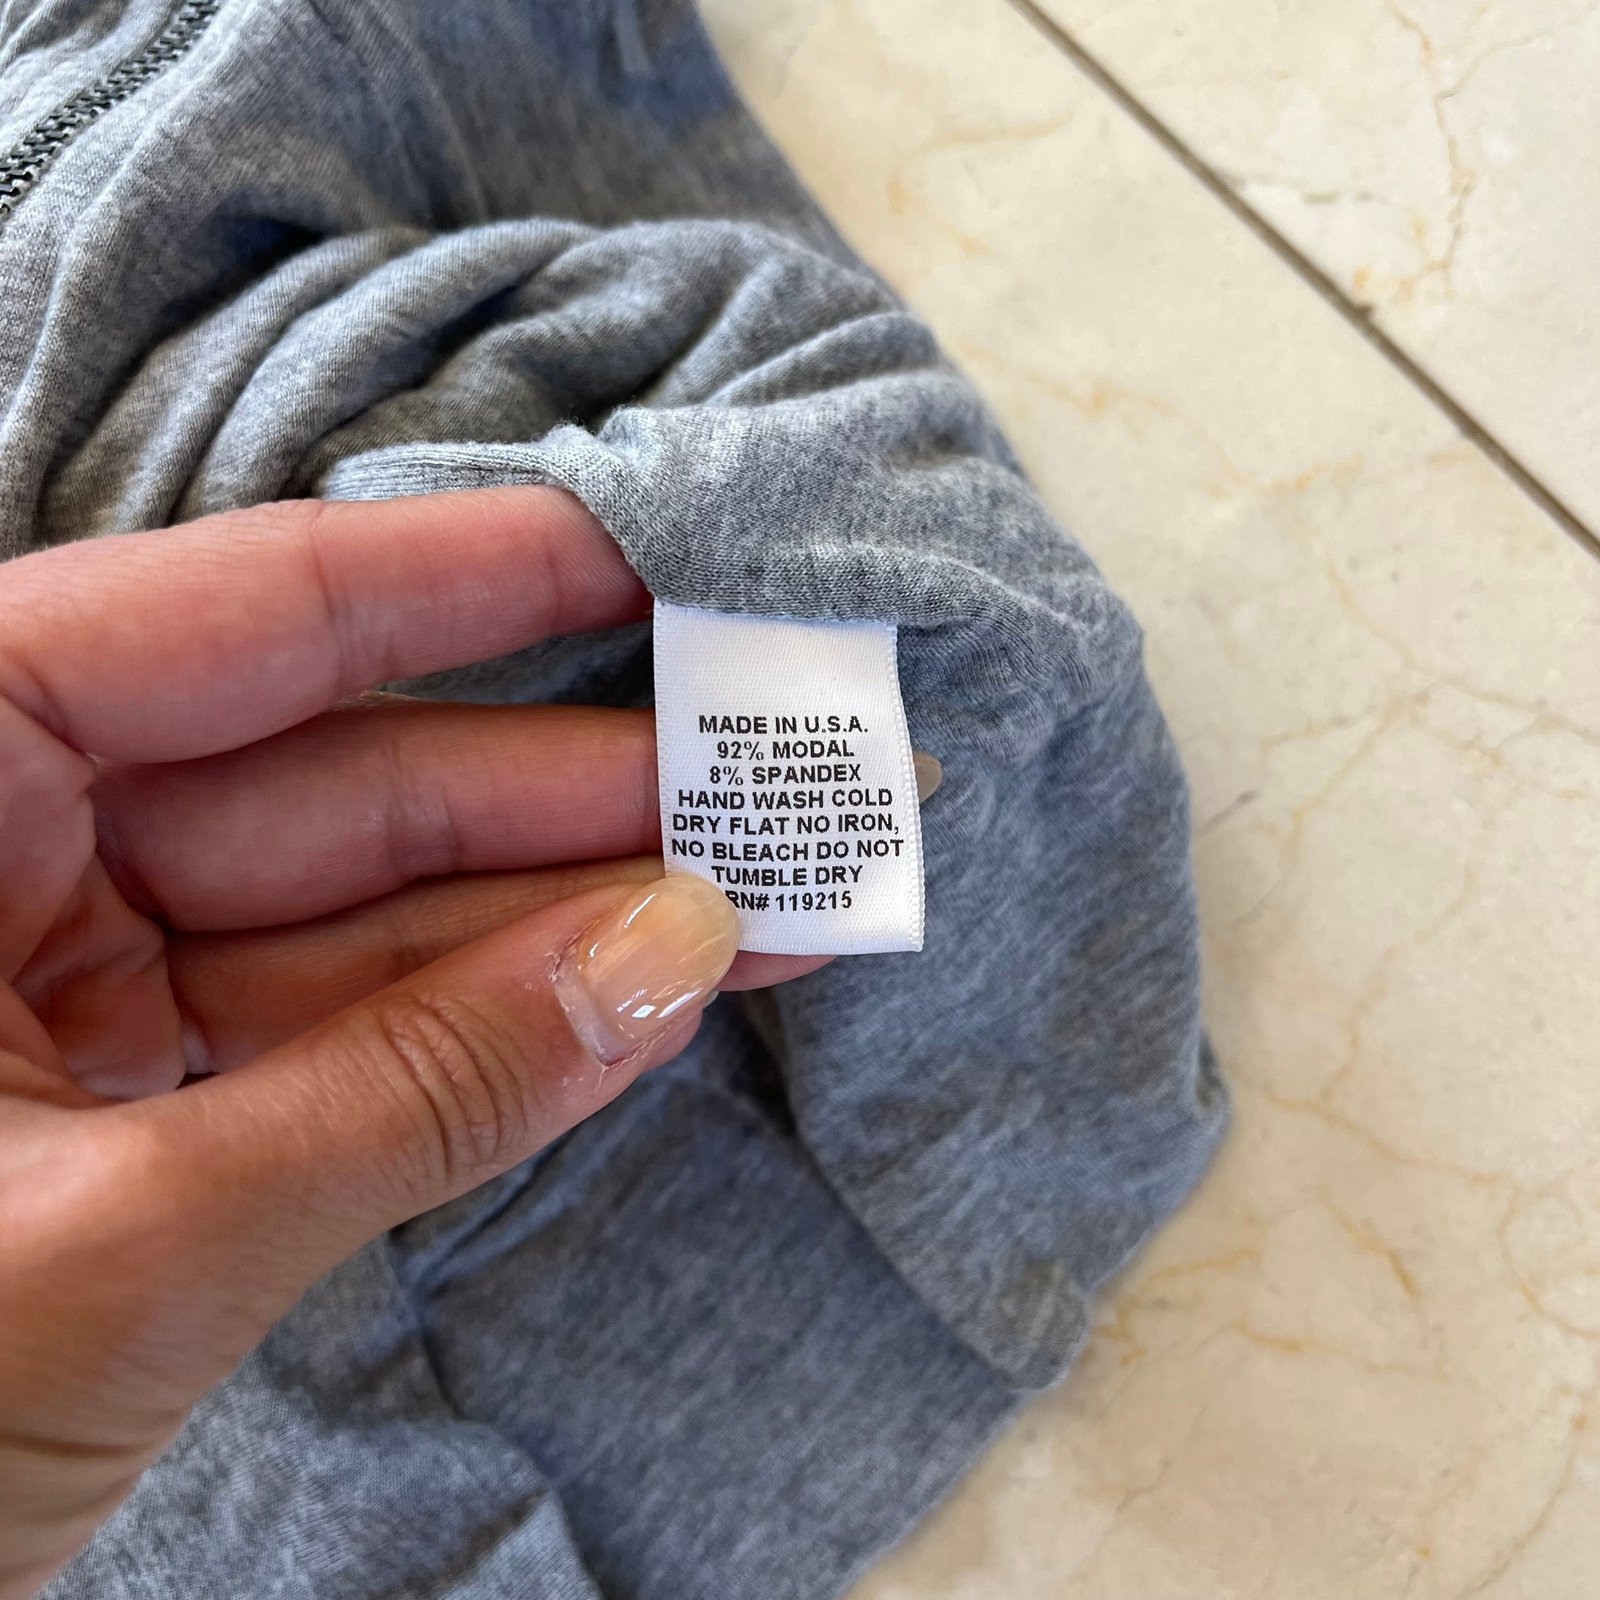 MADE IN U.S.A.
92% MODAL
8% SPANDEX
HAND WASH COLD
DRY FLAT NO IRON,
NO BLEACH DO NOT
TUMBLE DRY
RN# 119215